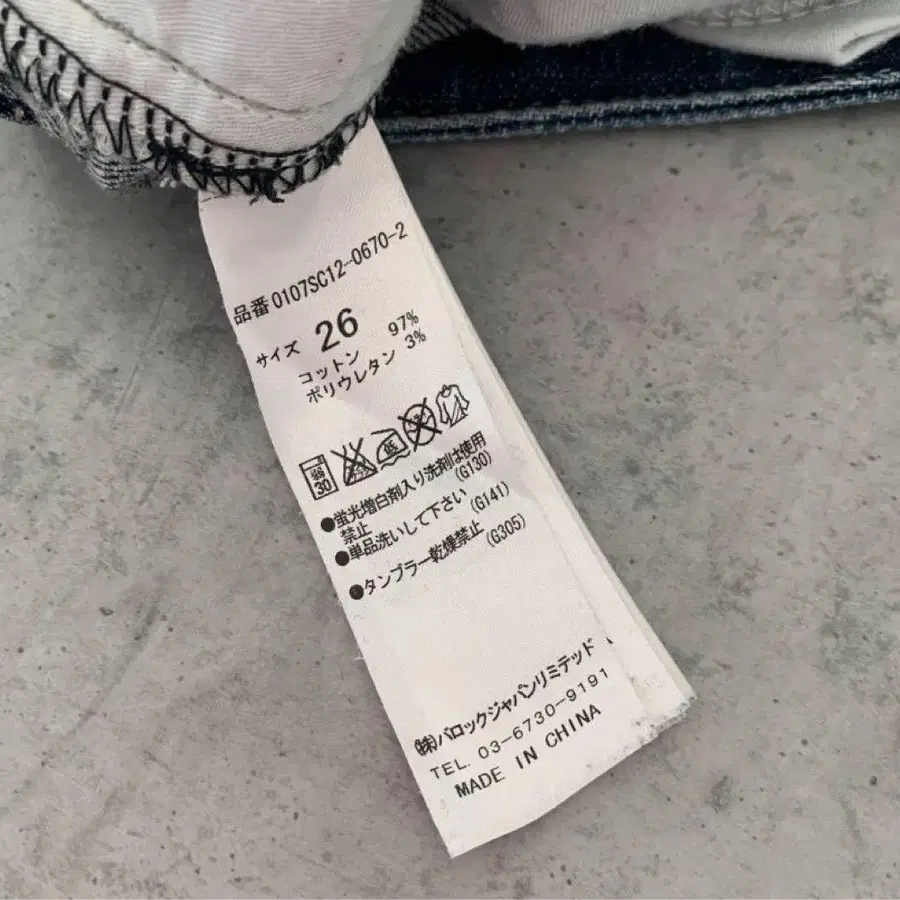 品番 0107SC12-0670-2
サイズ 26
コットン 97%
ポリウレタン 3%
弱
30
低
●蛍光増白剤入り洗剤は使用
禁止 (G130)
●単品洗いして下さい (G141)
●タンブラー乾燥禁止 (G305)
(株)バロックジャパンリミテッド
TEL. 03-6730-9191
MADE IN CHINA